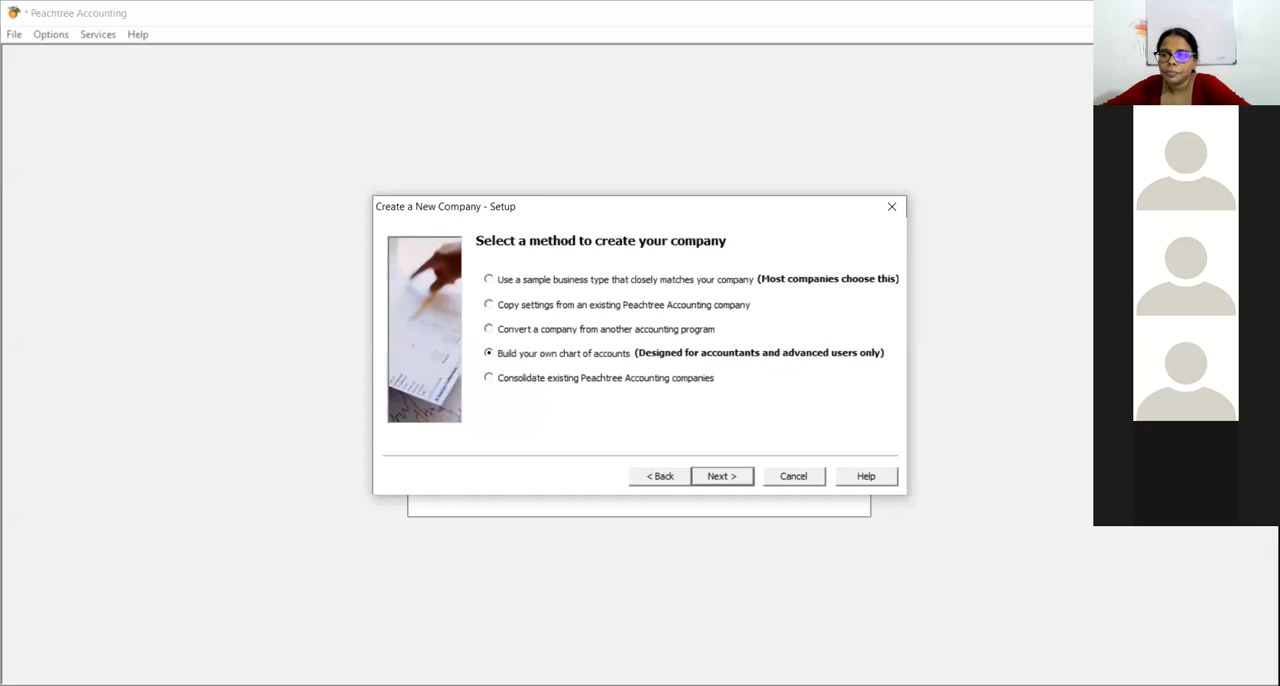 * Peachtree Accounting
File Options Services Help
Create a New Company - Setup
Select a method to create your company
Use a sample business type that closely matches your company (Most companies choose this)
Copy settings from an existing Peachtree Accounting company
Convert a company from another accounting program
Build your own chart of accounts (Designed for accountants and advanced users only)
Consolidate existing Peachtree Accounting companies
< Back Next > Cancel Help